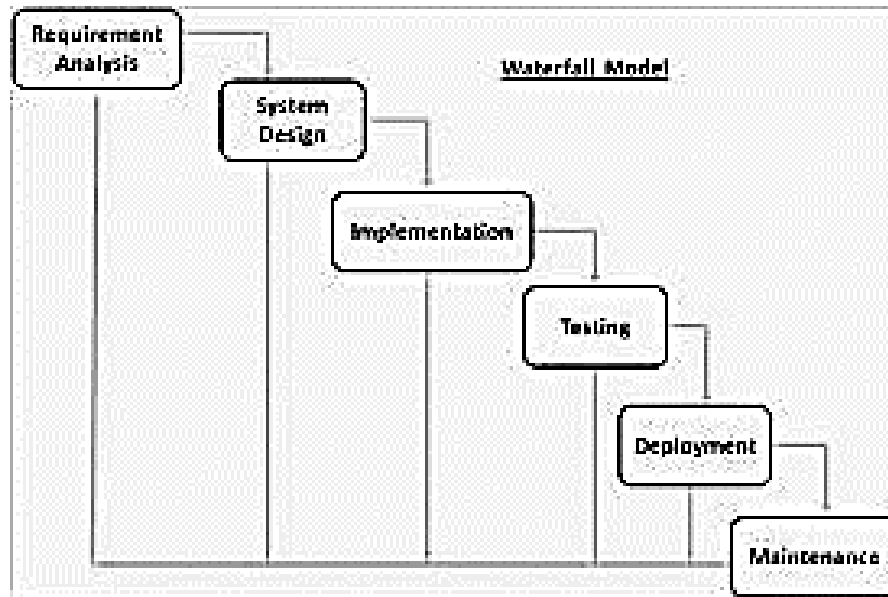 Requirement
Analysis
Waterfall Model
System
Design
Implementation
Testing
Deployment
Maintenance